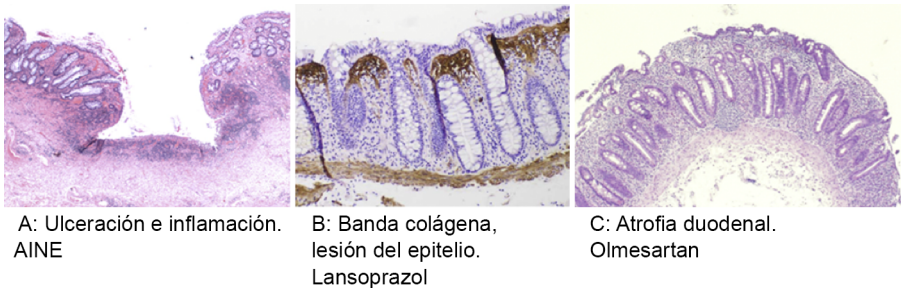 A: Ulceración e inflamación.
AINE
B: Banda colágena,
lesión del epitelio.
Lansoprazol
C: Atrofia duodenal.
Olmesartan